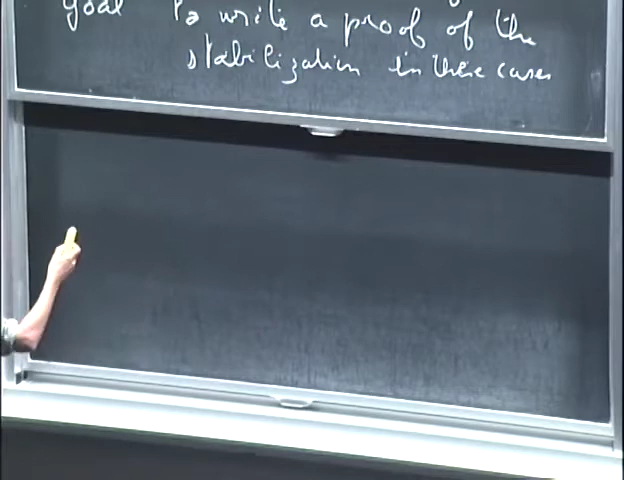 goal to write a proof of the
stabilization in these cases